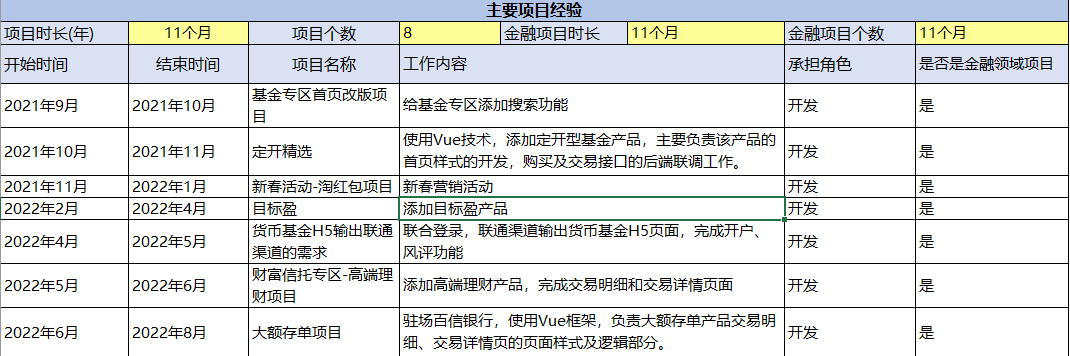 主要项目经验
项目时长(年) 11个月 项目个数 8 金融项目时长 11个月 金融项目个数 11个月
开始时间 结束时间 项目名称 工作内容 承担角色 是否是金融领域项目
2021年9月 2021年10月 基金专区首页改版项
目 给基金专区添加搜索功能 开发 是
2021年10月 2021年11月 定开精选 使用Vue技术，添加定开型基金产品，主要负责该产品的
首页样式的开发，购买及交易接口的后端联调工作。 开发 是
2021年11月 2022年1月 新春活动-淘红包项目 新春营销活动 开发 是
2022年2月 2022年4月 目标盈 添加目标盈产品 开发 是
2022年4月 2022年5月 货币基金H5输出联通
渠道的需求 联合登录，联通渠道输出货币基金H5页面，完成开户、
风评功能 开发 是
2022年5月 2022年6月 财富信托专区-高端理
财项目 添加高端理财产品，完成交易明细和交易详情页面 开发 是
2022年6月 2022年8月 大额存单项目 驻场百信银行，使用Vue框架，负责大额存单产品交易明
细、交易详情页的页面样式及逻辑部分。 开发 是